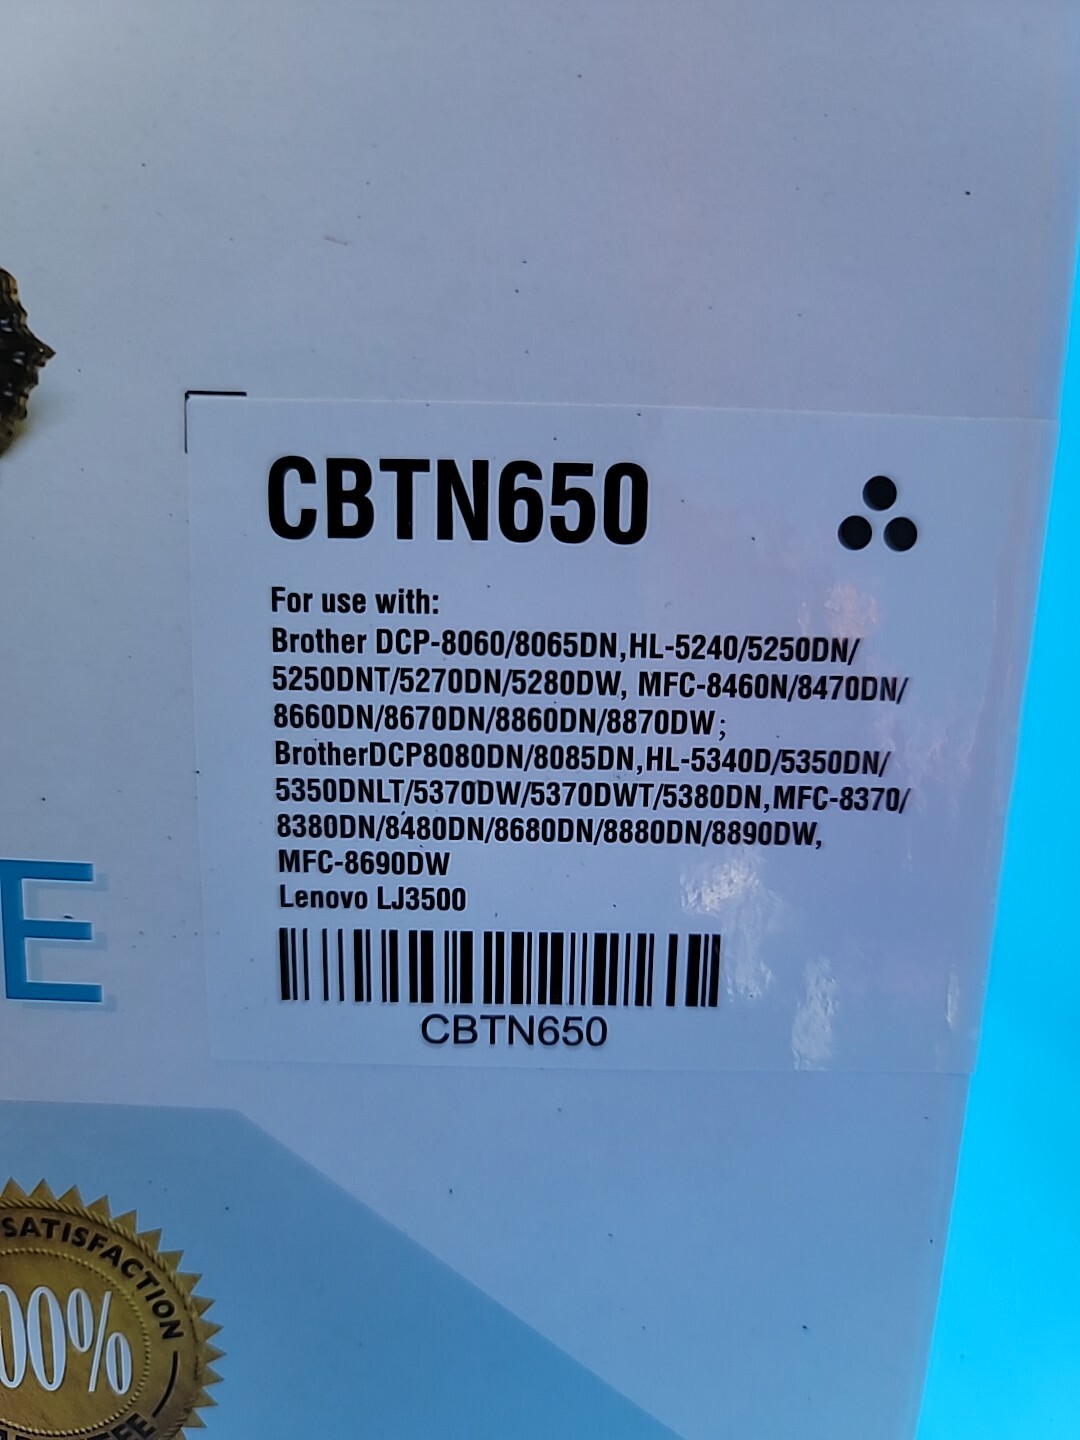 CBTN650
For use with:
Brother DCP-8060/8065DN,HL-5240/5250DN/
5250DNT/5270DN/5280DW, MFC-8460N/8470DN/
8660DN/8670DN/8860DN/8870DW;
BrotherDCP8080DN/8085DN,HL-5340D/5350DN/
5350DNLT/5370DW/5370DWT/5380DN,MFC-8370/
8380DN/8480DN/8680DN/8880DN/8890DW,
MFC-8690DW
Lenovo LJ3500
CBTN650
E
SATISFACTION
00%